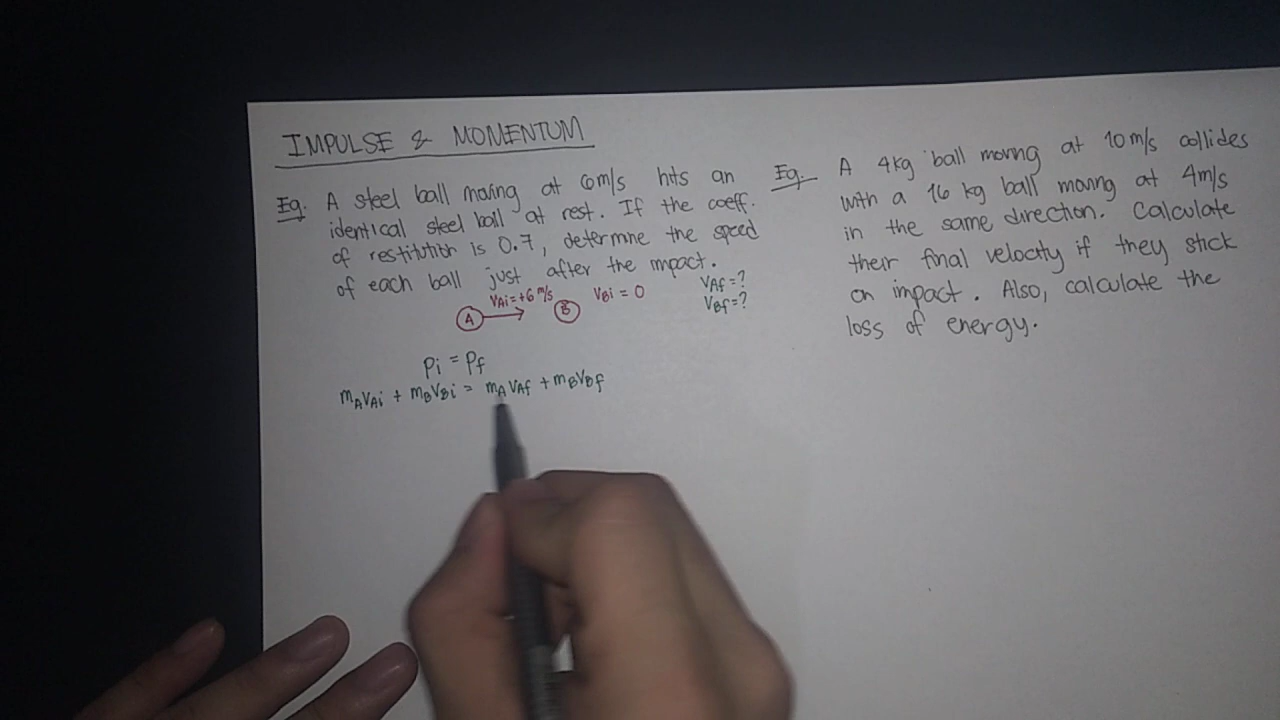 IMPULSE & MOMENTUM
Eg. A steel ball moving at 6m/s hits an
identical steel ball at rest. If the coeff.
of restitution is 0.7, determine the speed
of each ball just after the impact.
vAi=+6 m/s
A
B
vBi = 0
vAf=?
vBf=?
Pi = Pf
mAvAi + mBvBi = mAvAf + mBvBf
Eg. A 4kg ball moving at 10m/s collides
with a 16 kg ball moving at 4m/s
in the same direction. Calculate
their final velocity if they stick
on impact. Also, calculate the
loss of energy.